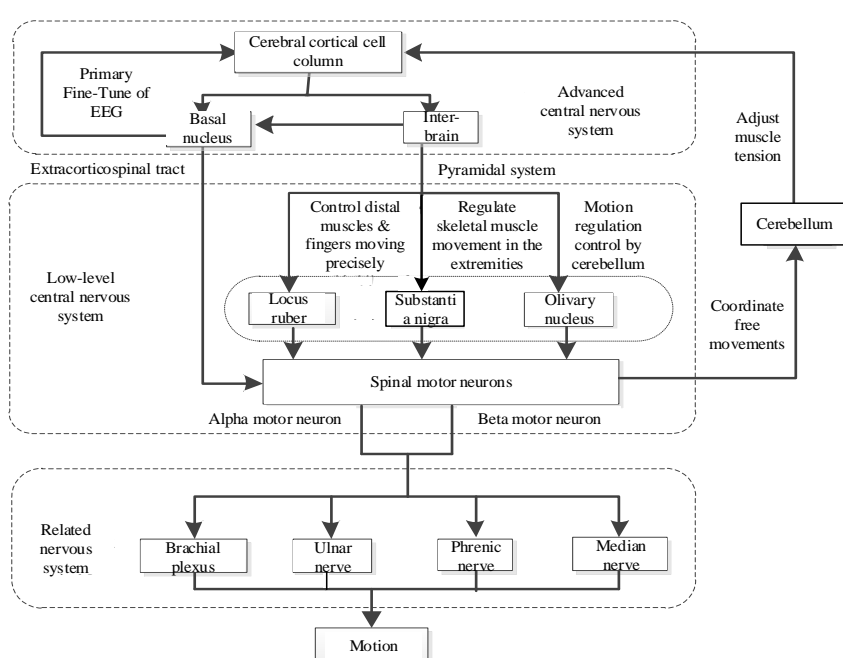 Cerebral cortical cell
column
Primary
Fine-Tune of
EEG
Advanced
central nervous
system
Adjust
muscle
tension
Basal
nucleus
Inter-
brain
Extracorticospinal tract
Pyramidal system
Control distal
muscles &
fingers moving
precisely
Regulate
skeletal muscle
movement in the
extremities
Motion
regulation
control by
cerebellum
Cerebellum
Low-level
central nervous
system
Locus
ruber
Substanti
a nigra
Olivary
nucleus
Coordinate
free
movements
Spinal motor neurons
Alpha motor neuron
Beta motor neuron
Related
nervous
system
Brachial
plexus
Ulnar
nerve
Phrenic
nerve
Median
nerve
Motion